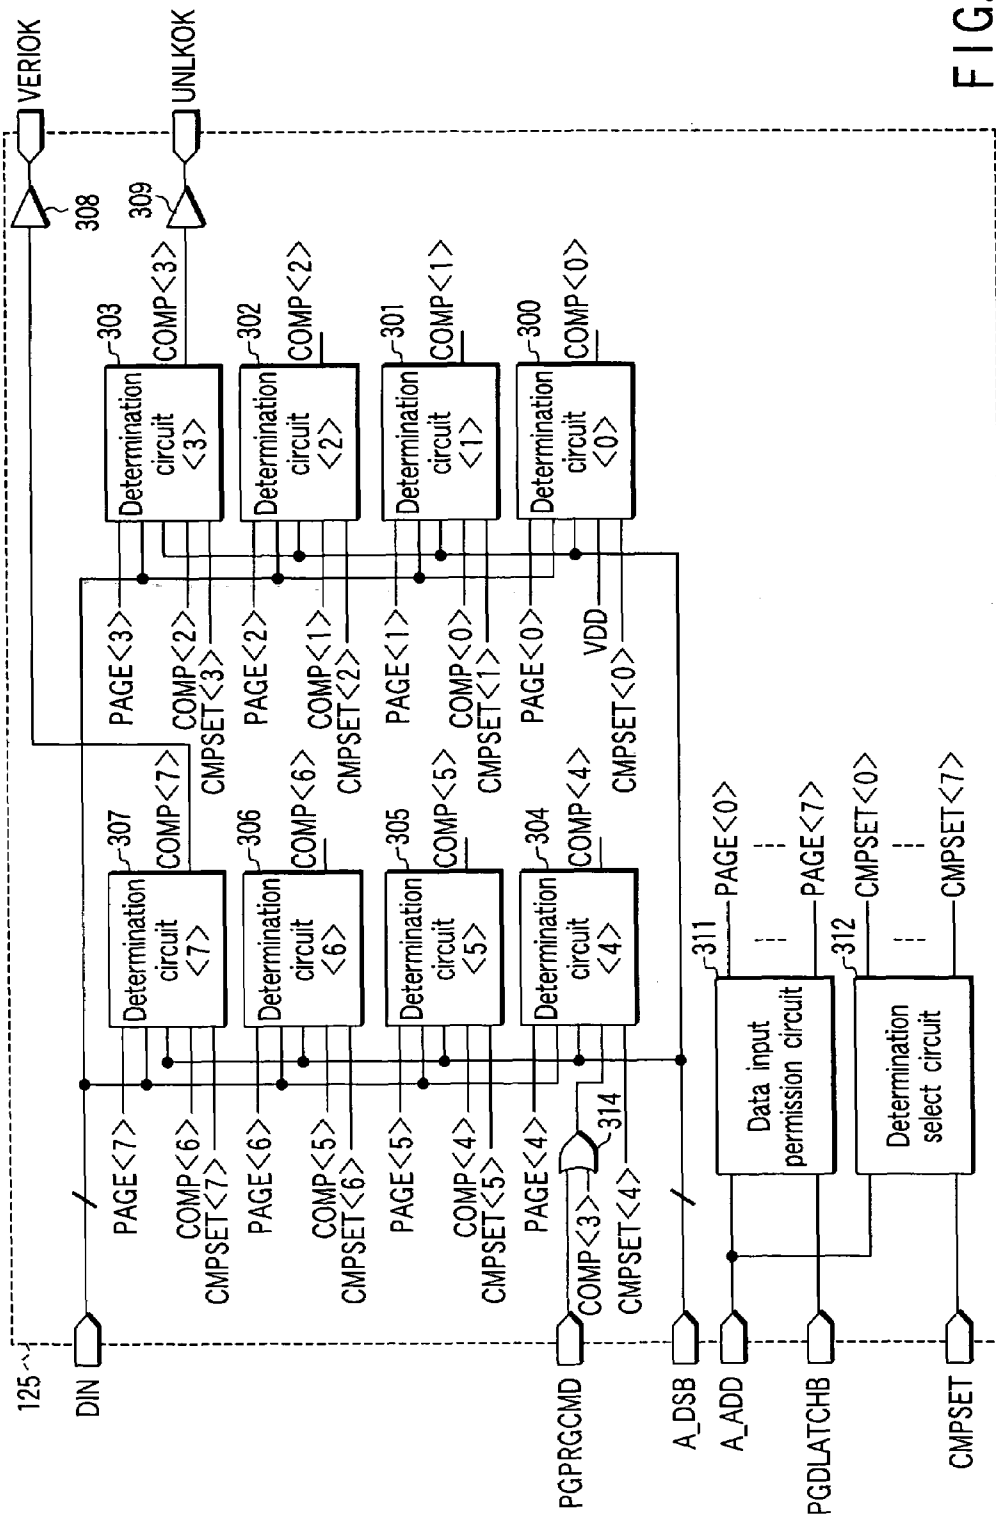 125
DIN
PGPRGCMD
A_DSB
A_ADD
PGDLATCHB
CMPSET
PAGE<7>
COMP<6>
CMPSET<7>
307
Determination
circuit
<7>
COMP<7>
PAGE<6>
COMP<5>
CMPSET<6>
306
Determination
circuit
<6>
COMP<6>
PAGE<5>
COMP<4>
CMPSET<5>
305
Determination
circuit
<5>
COMP<5>
PAGE<4>
COMP<3>
314
CMPSET<4>
304
Determination
circuit
<4>
COMP<4>
PAGE<3>
COMP<2>
CMPSET<3>
303
Determination
circuit
<3>
COMP<3>
PAGE<2>
COMP<1>
CMPSET<2>
302
Determination
circuit
<2>
COMP<2>
PAGE<1>
COMP<0>
CMPSET<1>
301
Determination
circuit
<1>
COMP<1>
PAGE<0>
VDD
CMPSET<0>
300
Determination
circuit
<0>
COMP<0>
308
VERIOK
309
UNLKOK
311
Data input
permission circuit
PAGE<0>
PAGE<7>
312
Determination
select circuit
CMPSET<0>
CMPSET<7>
FIG.